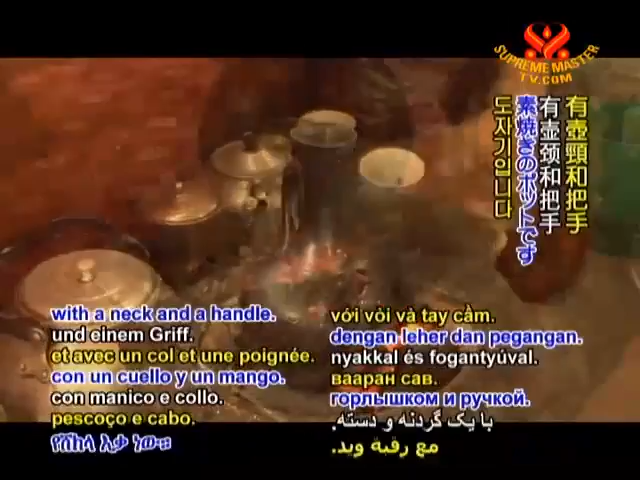 SUPREME MASTER
TV.COM
有壺頸和把手
有壶颈和把手
素焼きのポットです
도자기입니다
with a neck and a handle.
und einem Griff.
et avec un col et une poignée.
con un cuello y un mango.
con manico e collo.
pescoço e cabo.
የሸክላ ዕቃ ነው።
với vòi và tay cầm.
dengan leher dan pegangan.
nyakkal és fogantyúval.
ваарaн сав.
горлышком и ручкой.
با یک گردنه و دسته.
مع رقبة ويد.